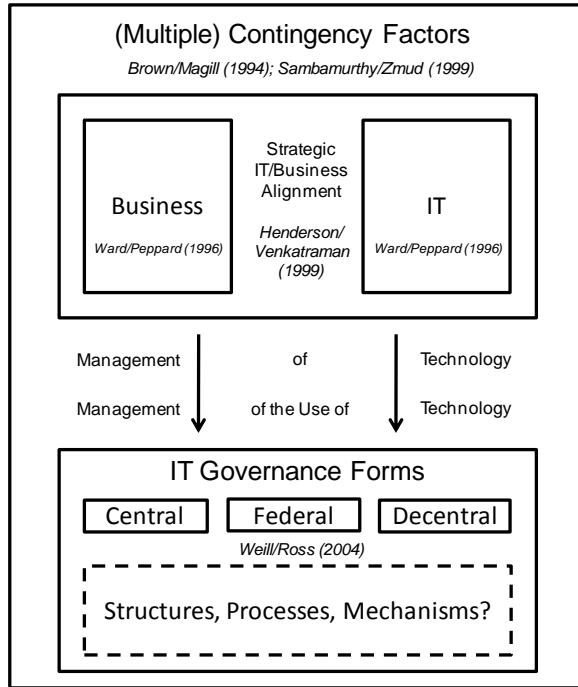 (Multiple) Contingency Factors
Brown/Magill (1994); Sambamurthy/Zmud (1999)
Business
Ward/Peppard (1996)
Strategic
IT/Business
Alignment
Henderson/
Venkatraman
(1999)
IT
Ward/Peppard (1996)
Management of Technology
Management of the Use of Technology
IT Governance Forms
Central Federal Decentral
Weill/Ross (2004)
Structures, Processes, Mechanisms?